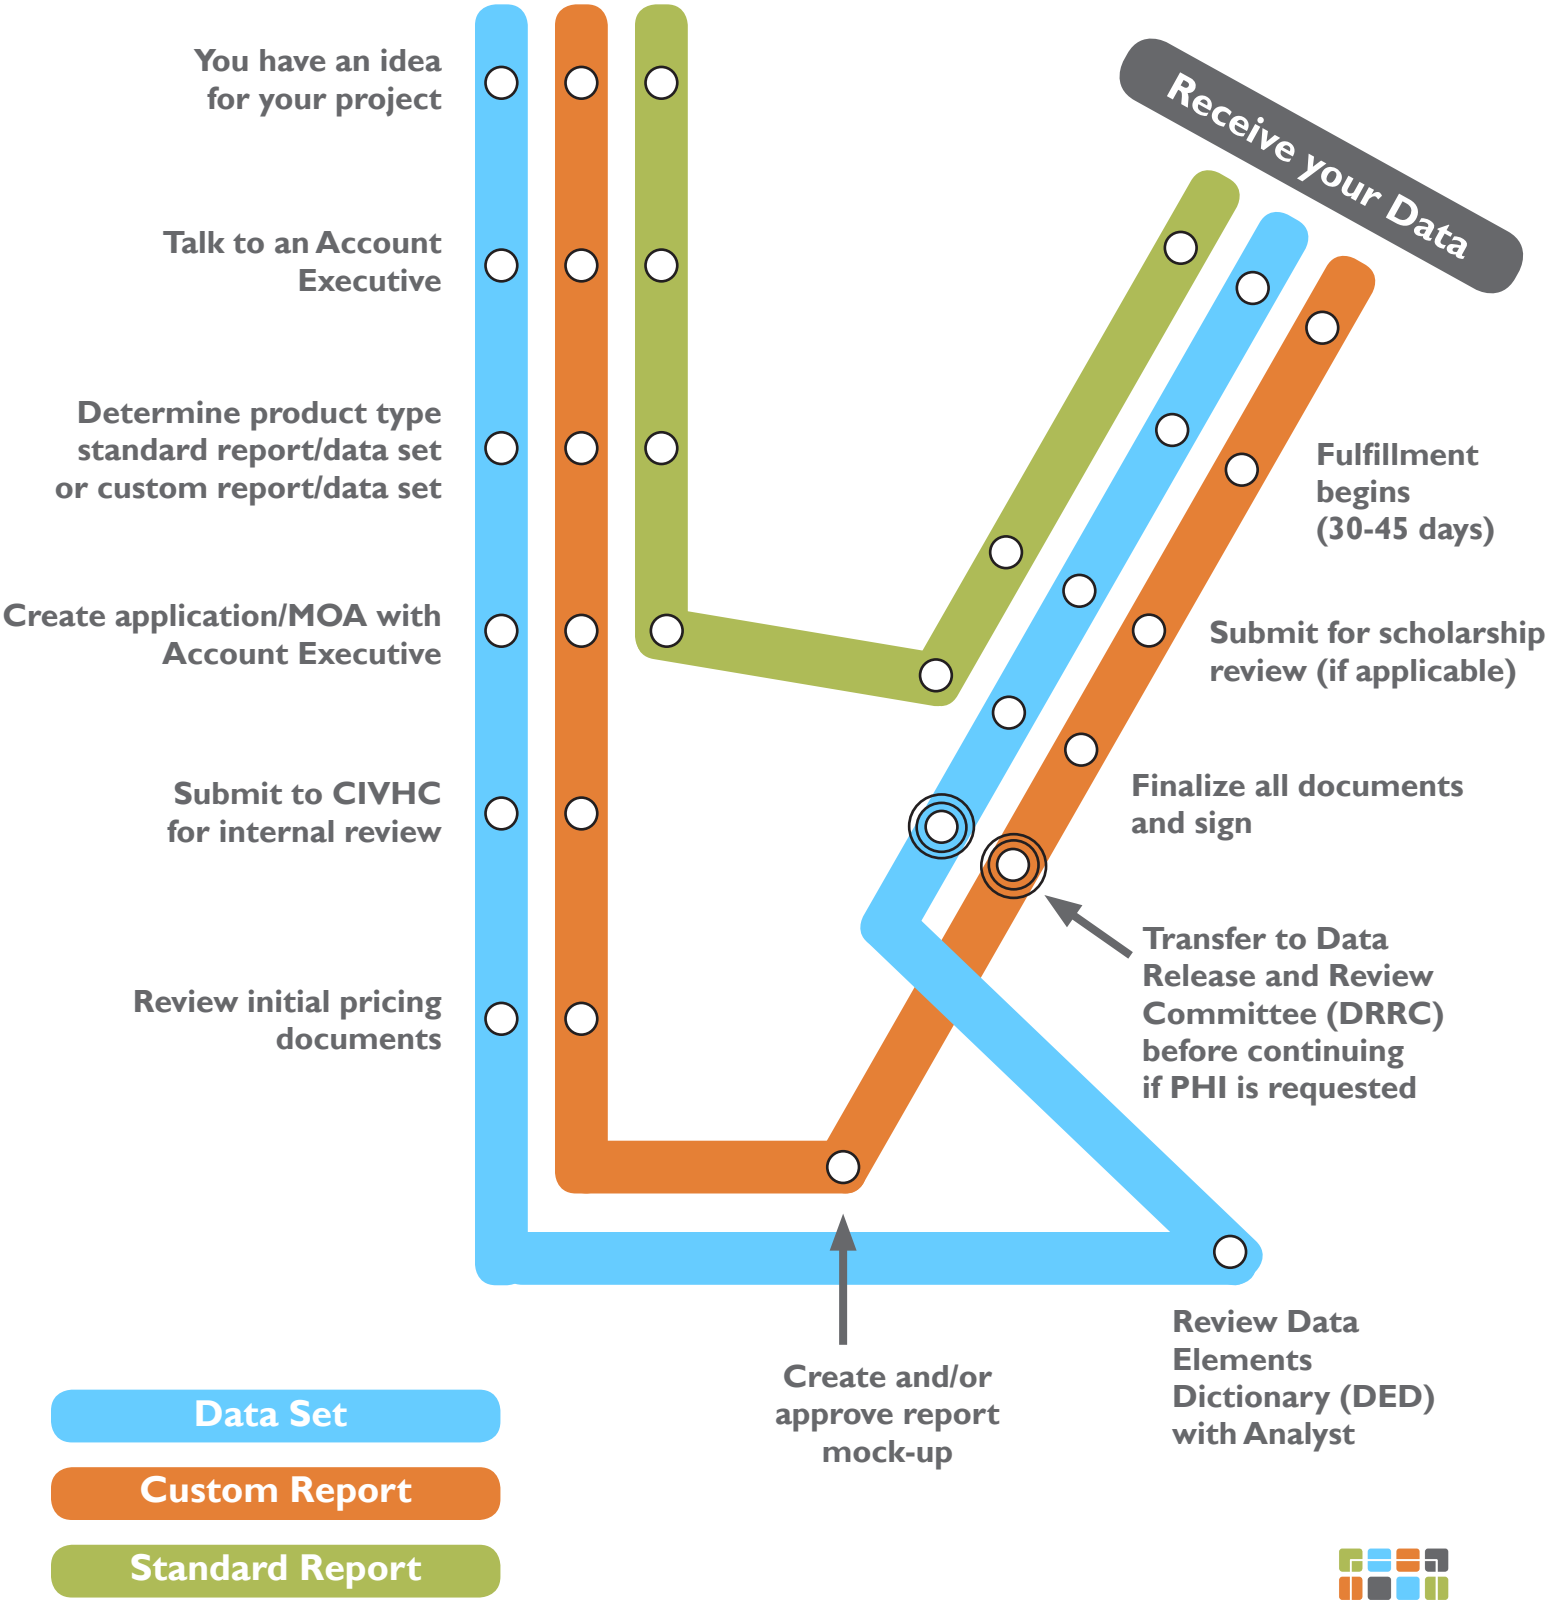 You have an idea
for your project
Talk to an Account
Executive
Determine product type
standard report/data set
or custom report/data set
Create application/MOA with
Account Executive
Submit to CIVHC
for internal review
Review initial pricing
documents
Create and/or
approve report
mock-up
Review Data
Elements
Dictionary (DED)
with Analyst
Transfer to Data
Release and Review
Committee (DRRC)
before continuing
if PHI is requested
Finalize all documents
and sign
Submit for scholarship
review (if applicable)
Fulfillment
begins
(30-45 days)
Receive your Data
Data Set
Custom Report
Standard Report